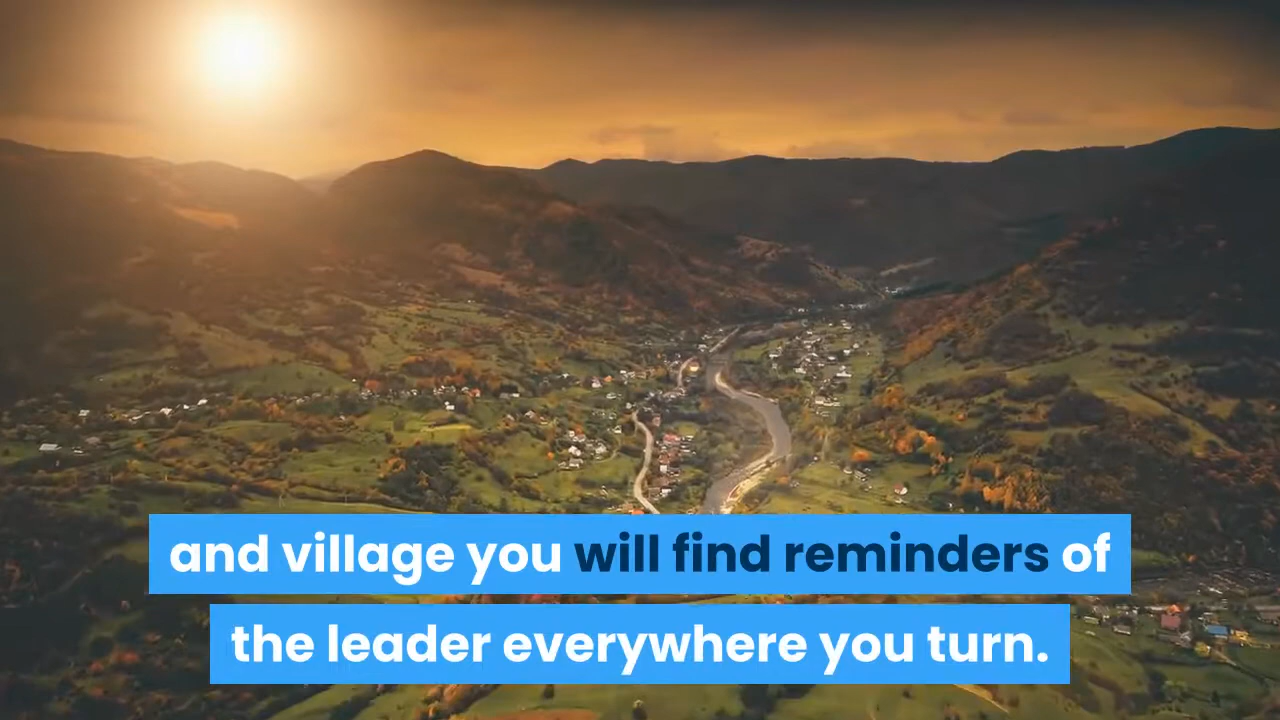 and village you will find reminders of
the leader everywhere you turn.